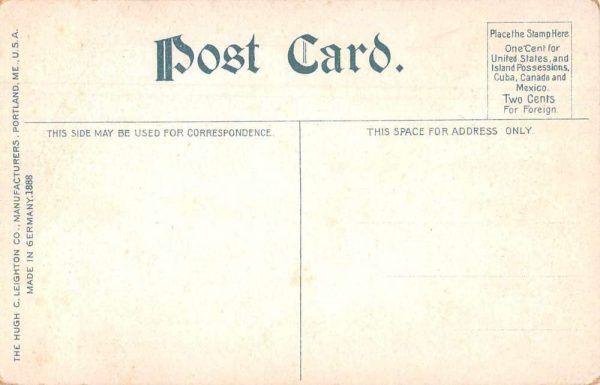 Post Card.
Place the Stamp Here
One Cent for
United States, and
Island Possessions,
Cuba, Canada and
Mexico.
Two Cents
For Foreign.
THIS SIDE MAY BE USED FOR CORRESPONDENCE.
THIS SPACE FOR ADDRESS ONLY.
THE HUGH C. LEIGHTON CO., MANUFACTURERS, PORTLAND, ME., U.S.A.
MADE IN GERMANY. 1888